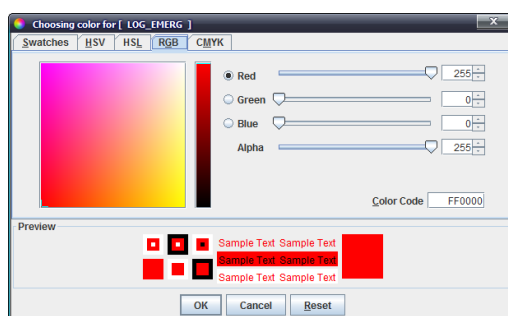 Choosing color for [ LOG_EMERG ]
Swatches HSV HSL RGB CMYK
Red 255
Green 0
Blue 0
Alpha 255
Color Code FF0000
Preview
Sample Text Sample Text
Sample Text Sample Text
Sample Text Sample Text
OK Cancel Reset